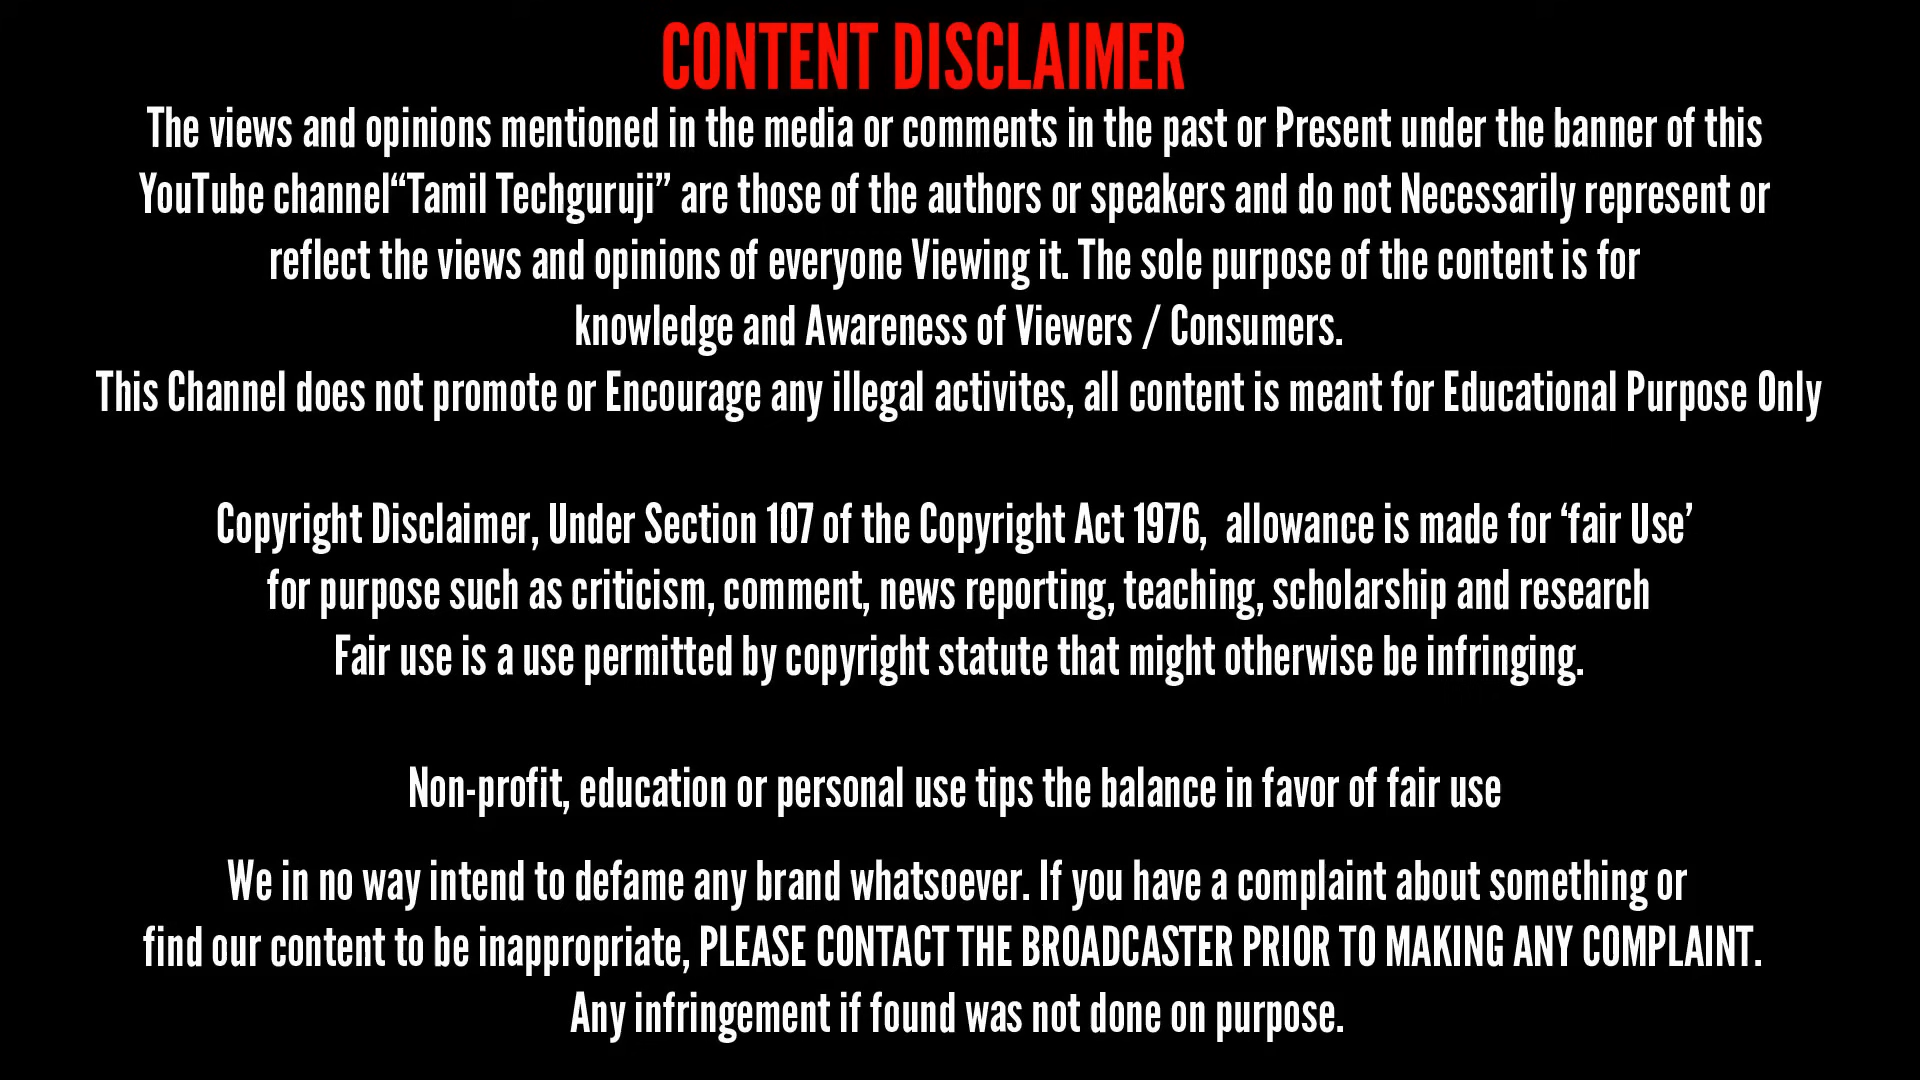 CONTENT DISCLAIMER
The views and opinions mentioned in the media or comments in the past or Present under the banner of this
YouTube channel“Tamil Techguruji” are those of the authors or speakers and do not Necessarily represent or
reflect the views and opinions of everyone Viewing it. The sole purpose of the content is for
knowledge and Awareness of Viewers / Consumers.
This Channel does not promote or Encourage any illegal activites, all content is meant for Educational Purpose Only
Copyright Disclaimer, Under Section 107 of the Copyright Act 1976, allowance is made for ‘fair Use’
for purpose such as criticism, comment, news reporting, teaching, scholarship and research
Fair use is a use permitted by copyright statute that might otherwise be infringing.
Non-profit, education or personal use tips the balance in favor of fair use
We in no way intend to defame any brand whatsoever. If you have a complaint about something or
find our content to be inappropriate, PLEASE CONTACT THE BROADCASTER PRIOR TO MAKING ANY COMPLAINT.
Any infringement if found was not done on purpose.